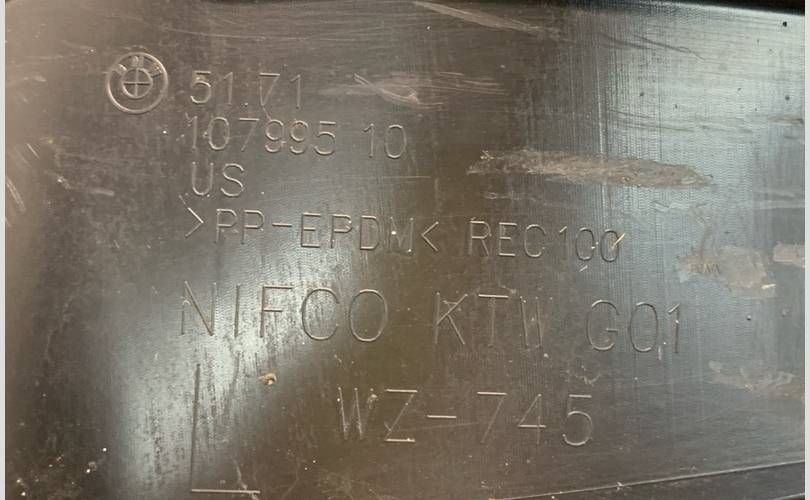 51.71
107995 10
US
>PP-EPDM< REC100
NIFCO KTW G01
WZ-745